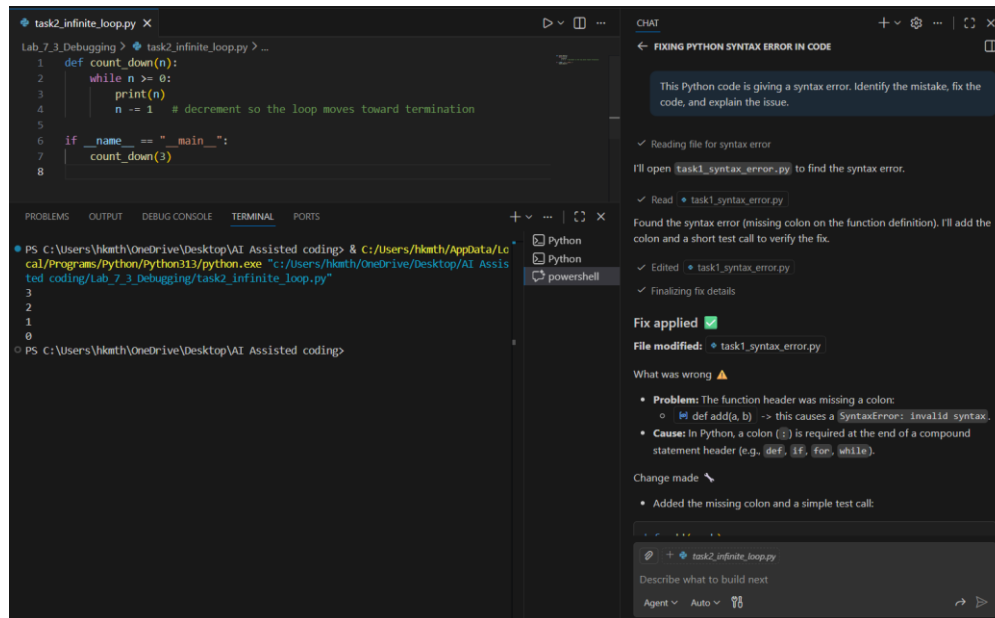 task2_infinite_loop.py
Lab_7_3_Debugging > task2_infinite_loop.py > ...
1 def count_down(n):
2 while n >= 0:
3 print(n)
4 n -= 1 # decrement so the loop moves toward termination
5
6 if __name__ == "__main__":
7 count_down(3)
8
PROBLEMS OUTPUT DEBUG CONSOLE TERMINAL PORTS
PS C:\Users\hkmth\OneDrive\Desktop\AI Assisted coding> & C:/Users/hkmth/AppData/Lo
cal/Programs/Python/Python313/python.exe "c:/Users/hkmth/OneDrive/Desktop/AI Assis
ted coding/Lab_7_3_Debugging/task2_infinite_loop.py"
3
2
1
0
PS C:\Users\hkmth\OneDrive\Desktop\AI Assisted coding>
Python
Python
powershell
CHAT
FIXING PYTHON SYNTAX ERROR IN CODE
This Python code is giving a syntax error. Identify the mistake, fix the
code, and explain the issue.
Reading file for syntax error
I'll open task1_syntax_error.py to find the syntax error.
Read task1_syntax_error.py
Found the syntax error (missing colon on the function definition). I'll add the
colon and a short test call to verify the fix.
Edited task1_syntax_error.py
Finalizing fix details
Fix applied ✅
File modified: task1_syntax_error.py
What was wrong ⚠️
• Problem: The function header was missing a colon:
def add(a, b) -> this causes a SyntaxError: invalid syntax.
• Cause: In Python, a colon (:) is required at the end of a compound
statement header (e.g., def, if, for, while).
Change made 🔧
• Added the missing colon and a simple test call:
task2_infinite_loop.py
Describe what to build next
Agent Auto